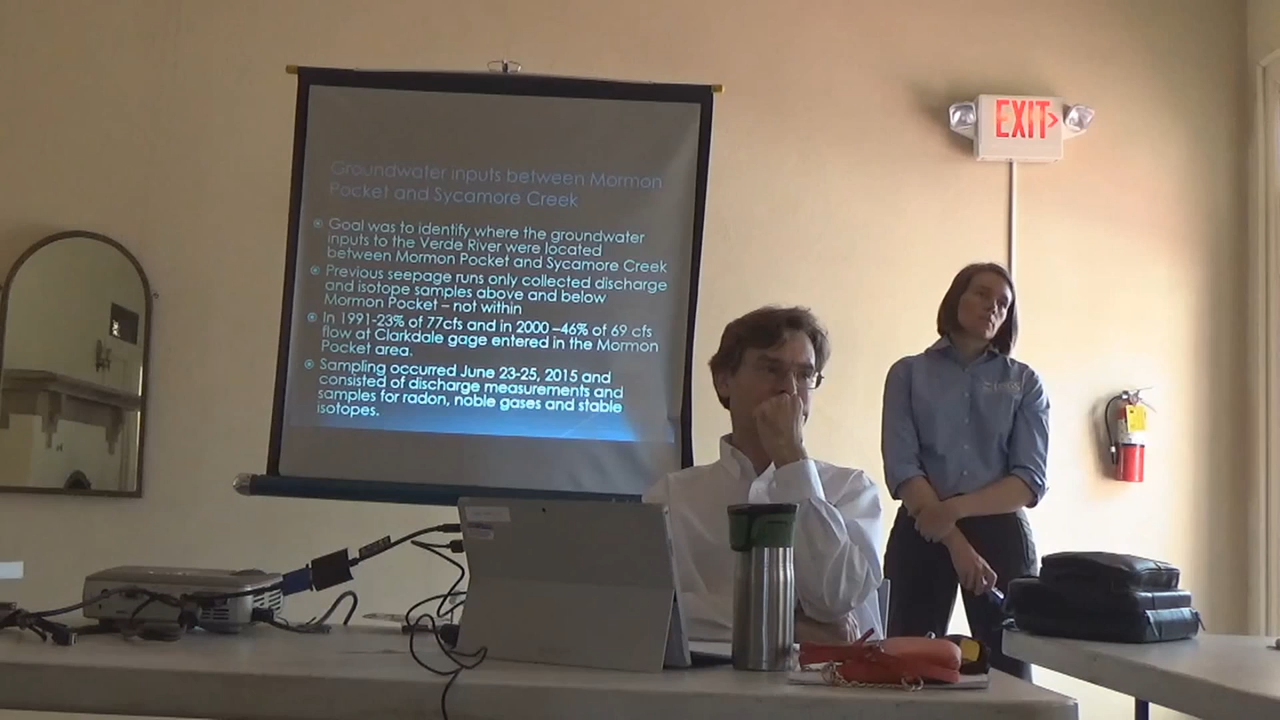 Groundwater inputs between Mormon
Pocket and Sycamore Creek
Goal was to identify where the groundwater
inputs to the Verde River were located
between Mormon Pocket and Sycamore Creek
Previous seepage runs only collected discharge
and isotope samples above and below
Mormon Pocket – not within
In 1991-23% of 77cfs and in 2000 –46% of 69 cfs
flow at Clarkdale gage entered in the Mormon
Pocket area.
Sampling occurred June 23-25, 2015 and
consisted of discharge measurements and
samples for radon, noble gases and stable
isotopes.
EXIT